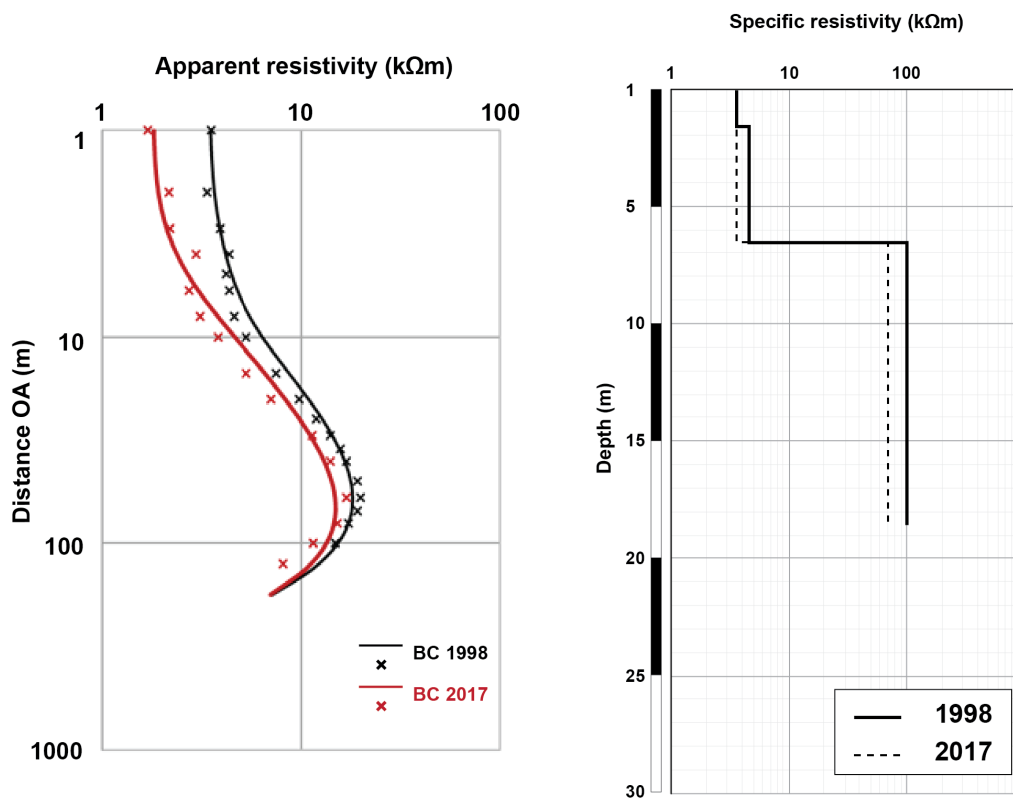 Apparent resistivity (kΩm)
1 10 100
1
10
100
1000
Distance OA (m)
BC 1998
BC 2017
Specific resistivity (kΩm)
1 10 100
1
5
10
15
20
25
30
Depth (m)
1998
2017